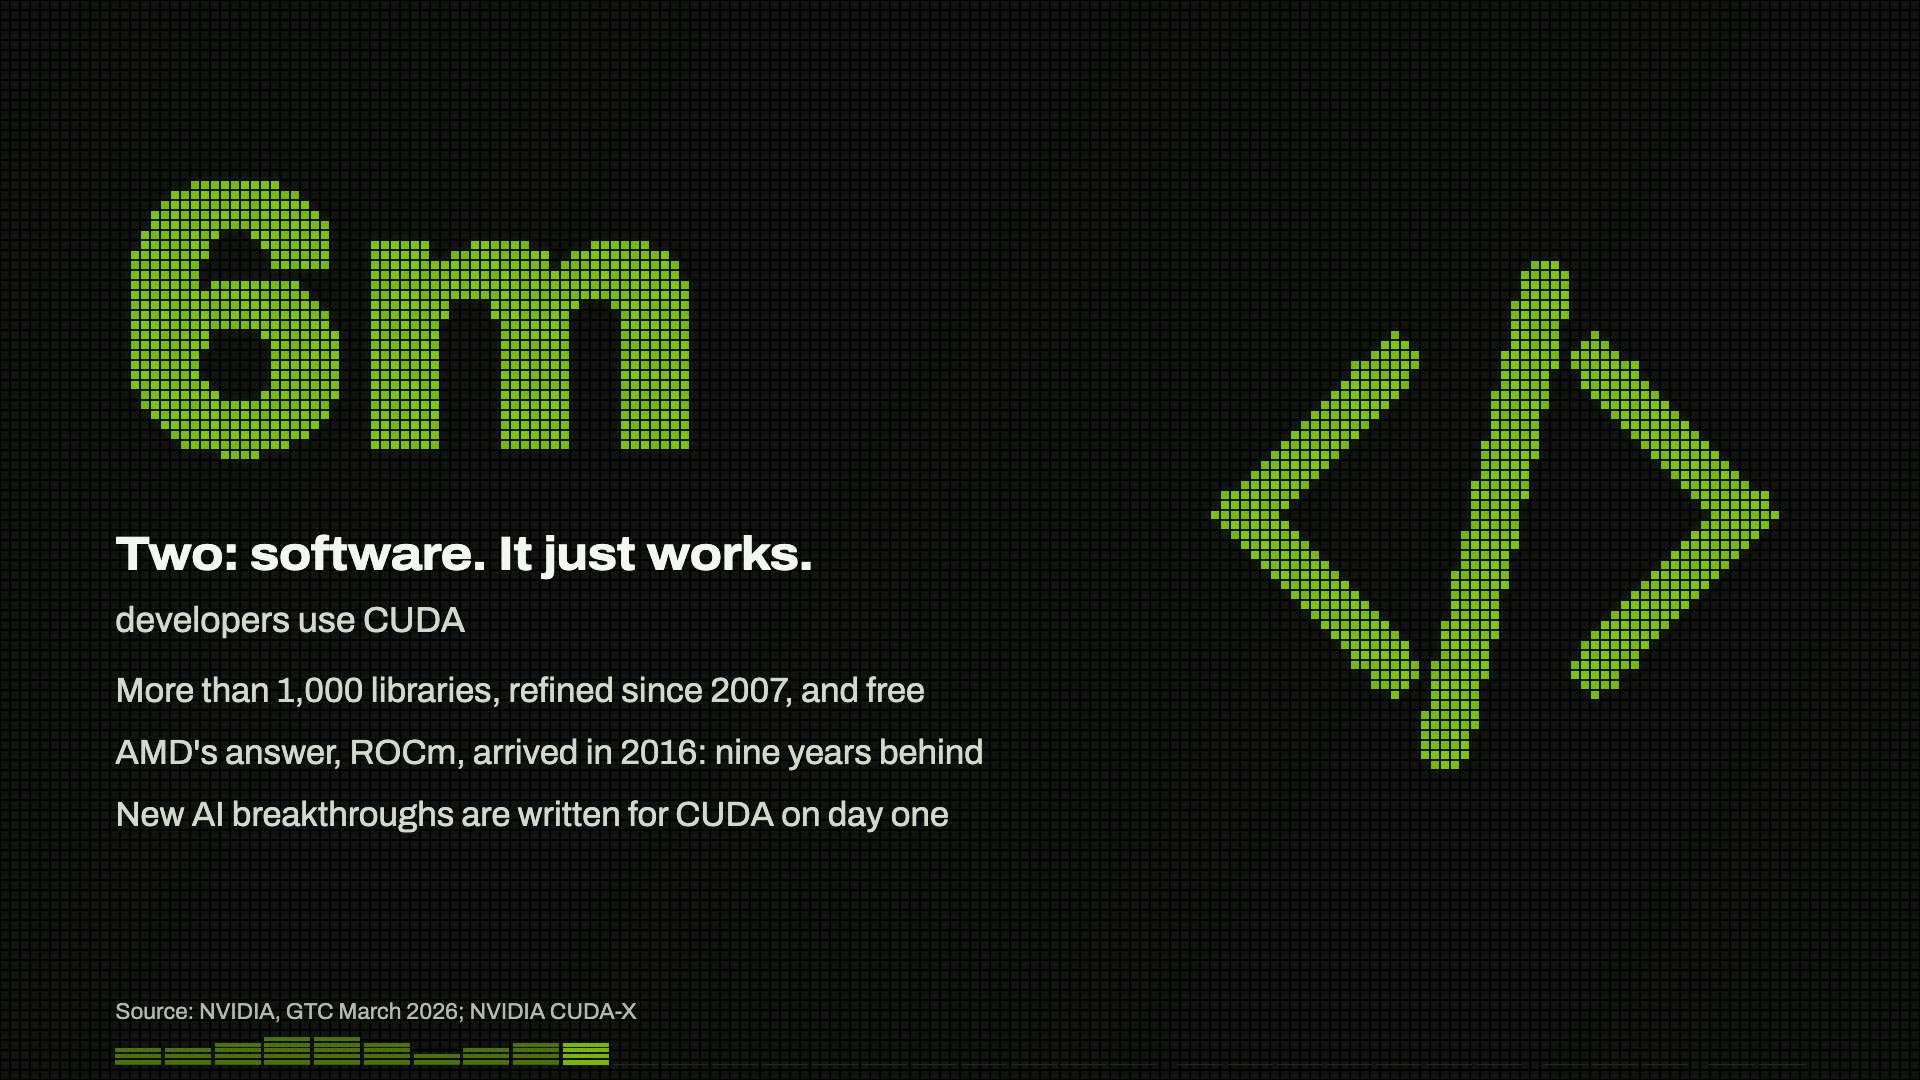 6m
Two: software. It just works.
developers use CUDA
More than 1,000 libraries, refined since 2007, and free
AMD's answer, ROCm, arrived in 2016: nine years behind
New AI breakthroughs are written for CUDA on day one
Source: NVIDIA, GTC March 2026; NVIDIA CUDA-X